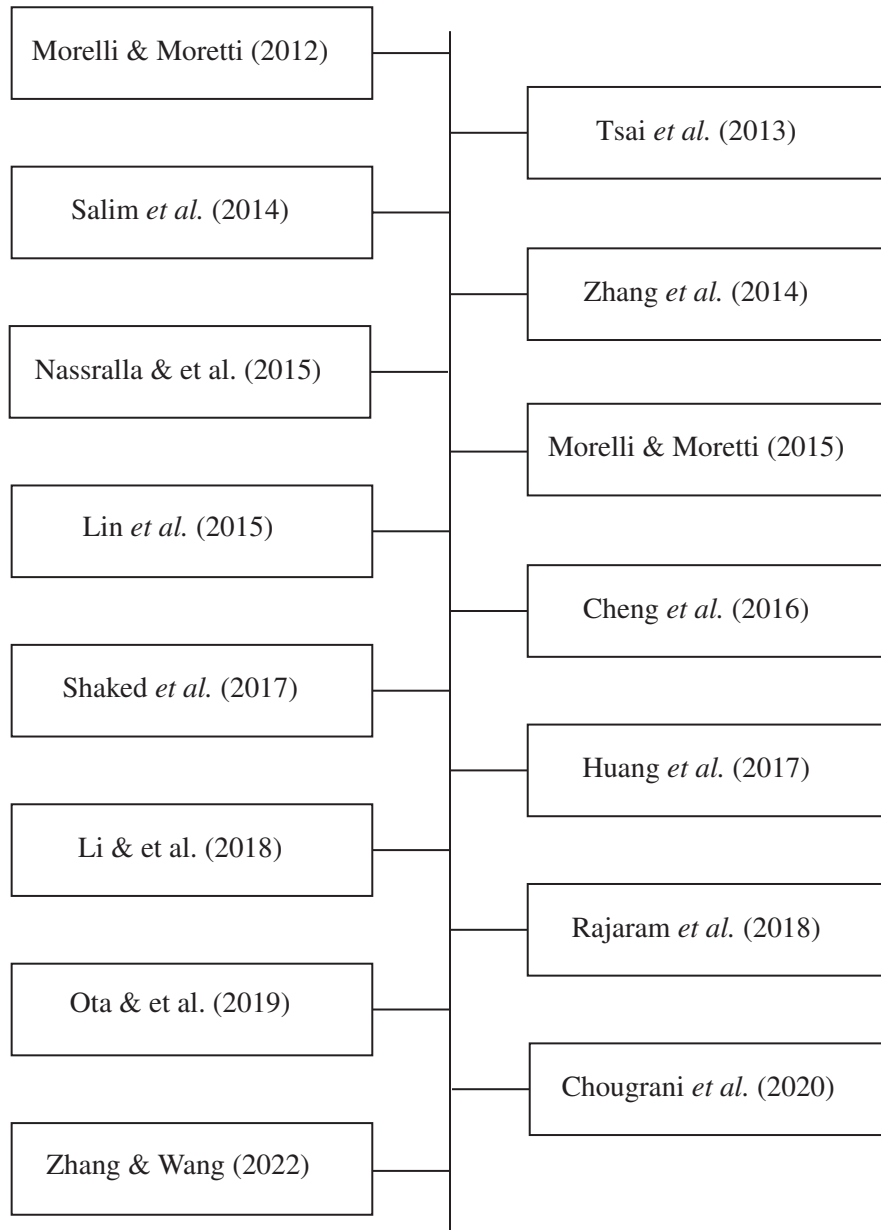 Morelli & Moretti (2012)
Tsai et al. (2013)
Salim et al. (2014)
Zhang et al. (2014)
Nassralla & et al. (2015)
Morelli & Moretti (2015)
Lin et al. (2015)
Cheng et al. (2016)
Shaked et al. (2017)
Huang et al. (2017)
Li & et al. (2018)
Rajaram et al. (2018)
Ota & et al. (2019)
Chougrani et al. (2020)
Zhang & Wang (2022)